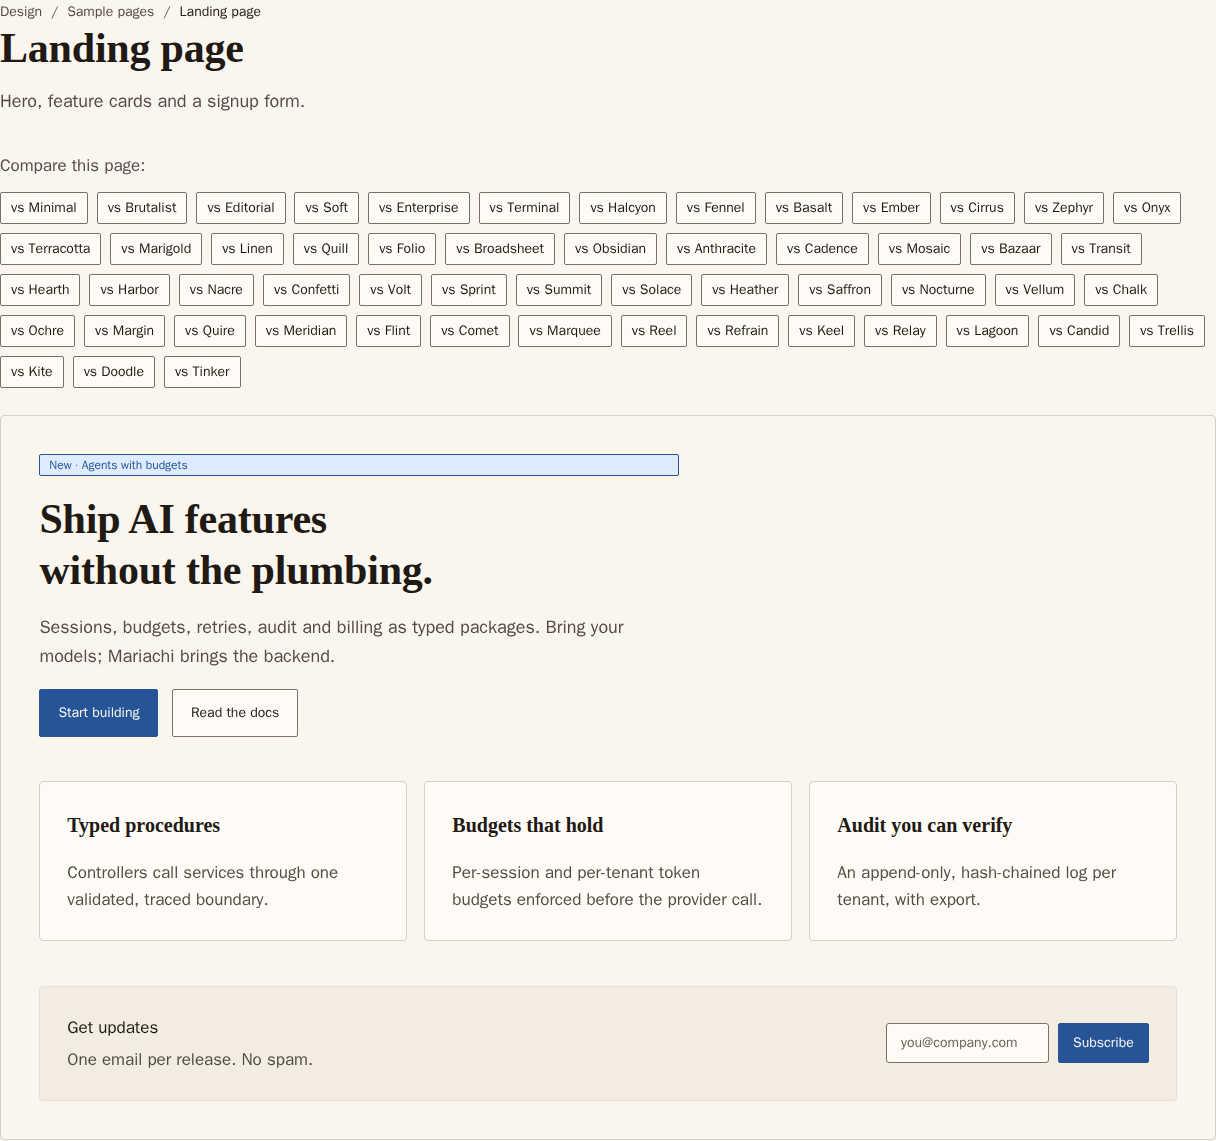 Design / Sample pages / Landing page
Landing page
Hero, feature cards and a signup form.
Compare this page:
vs Minimal vs Brutalist vs Editorial vs Soft vs Enterprise vs Terminal vs Halcyon vs Fennel vs Basalt vs Ember vs Cirrus vs Zephyr vs Onyx
vs Terracotta vs Marigold vs Linen vs Quill vs Folio vs Broadsheet vs Obsidian vs Anthracite vs Cadence vs Mosaic vs Bazaar vs Transit
vs Hearth vs Harbor vs Nacre vs Confetti vs Volt vs Sprint vs Summit vs Solace vs Heather vs Saffron vs Nocturne vs Vellum vs Chalk
vs Ochre vs Margin vs Quire vs Meridian vs Flint vs Comet vs Marquee vs Reel vs Refrain vs Keel vs Relay vs Lagoon vs Candid vs Trellis
vs Kite vs Doodle vs Tinker
New · Agents with budgets
Ship AI features
without the plumbing.
Sessions, budgets, retries, audit and billing as typed packages. Bring your
models; Mariachi brings the backend.
Start building Read the docs
Typed procedures
Controllers call services through one
validated, traced boundary.
Budgets that hold
Per-session and per-tenant token
budgets enforced before the provider call.
Audit you can verify
An append-only, hash-chained log per
tenant, with export.
Get updates
One email per release. No spam.
you@company.com Subscribe